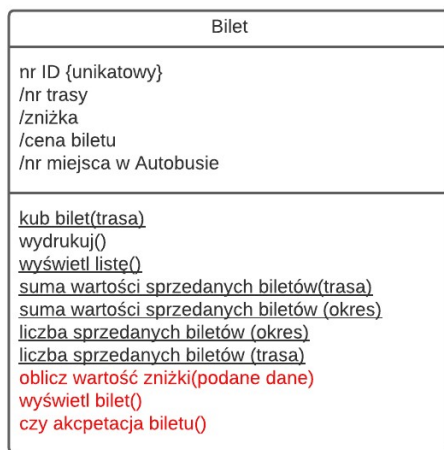 Bilet
nr ID {unikatowy}
/nr trasy
/zniżka
/cena biletu
/nr miejsca w Autobusie
kub bilet(trasa)
wydrukuj()
wyświetl listę()
suma wartości sprzedanych biletów(trasa)
suma wartości sprzedanych biletów (okres)
liczba sprzedanych biletów (okres)
liczba sprzedanych biletów (trasa)
oblicz wartość zniżki(podane dane)
wyświetl bilet()
czy akcpetacja biletu()